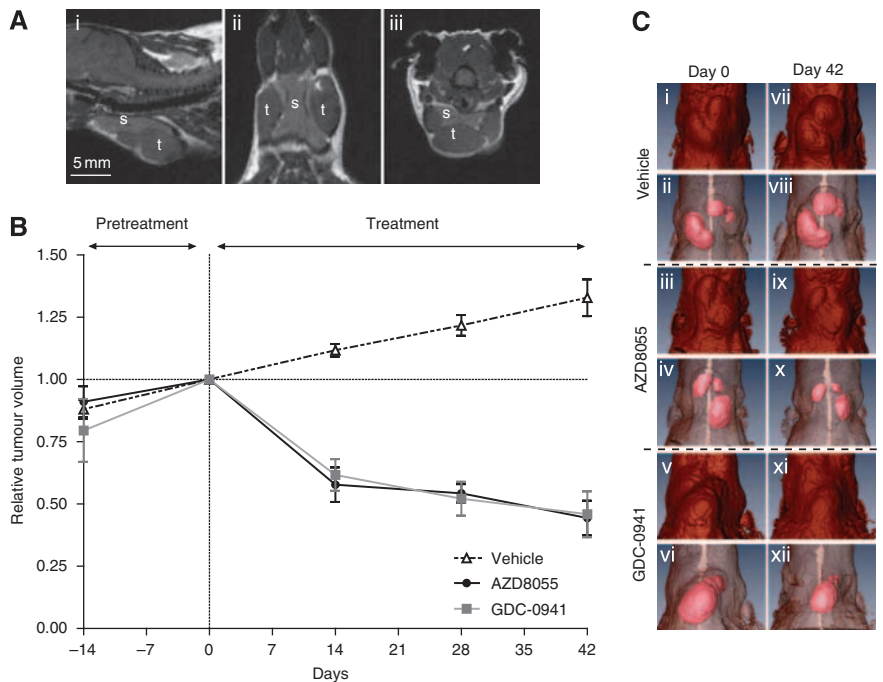 A
i
ii
iii
s
t
t
s
t
s
t
5 mm
B
Pretreatment
Treatment
1.50
1.25
1.00
0.75
0.50
0.25
0.00
Relative tumour volume
–14
–7
0
7
14
21
28
35
42
Days
Vehicle
AZD8055
GDC-0941
C
Day 0
Day 42
Vehicle
i
vii
ii
viii
AZD8055
iii
ix
iv
x
GDC-0941
v
xi
vi
xii